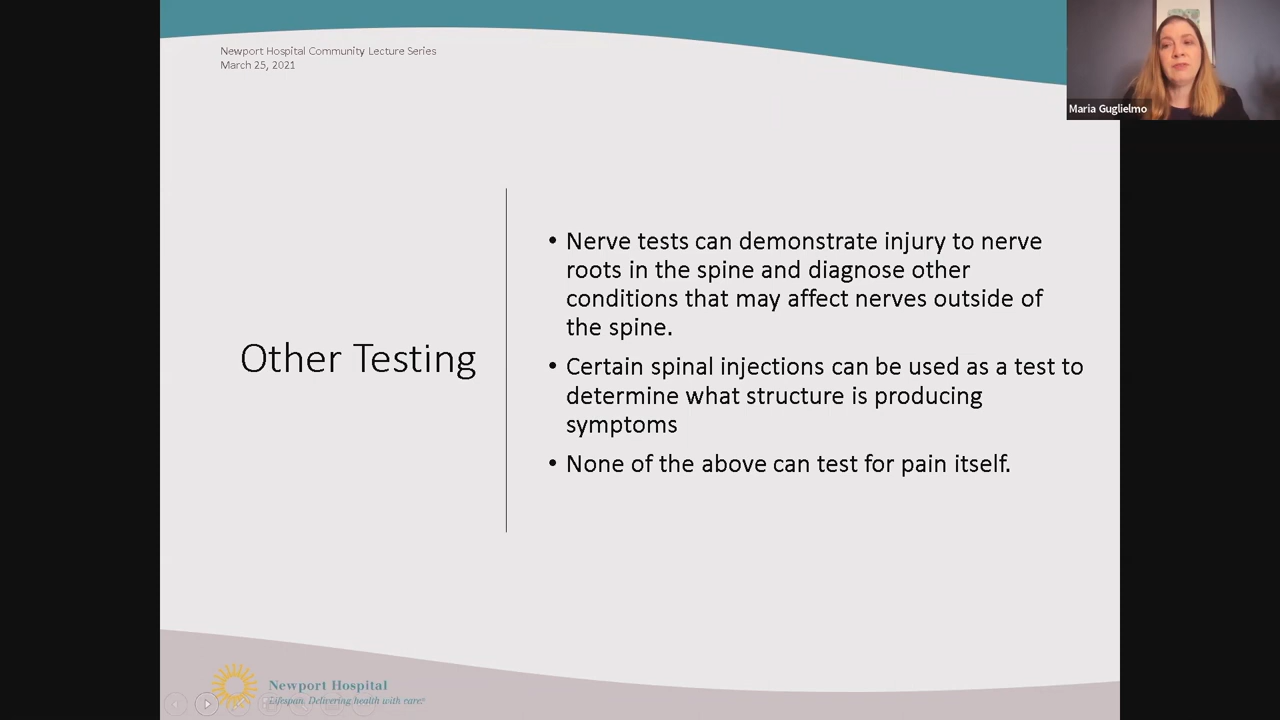 Newport Hospital Community Lecture Series
March 25, 2021
Maria Guglielmo
Other Testing
• Nerve tests can demonstrate injury to nerve
roots in the spine and diagnose other
conditions that may affect nerves outside of
the spine.
• Certain spinal injections can be used as a test to
determine what structure is producing
symptoms
• None of the above can test for pain itself.
Newport Hospital
Lifespan. Delivering health with care.®